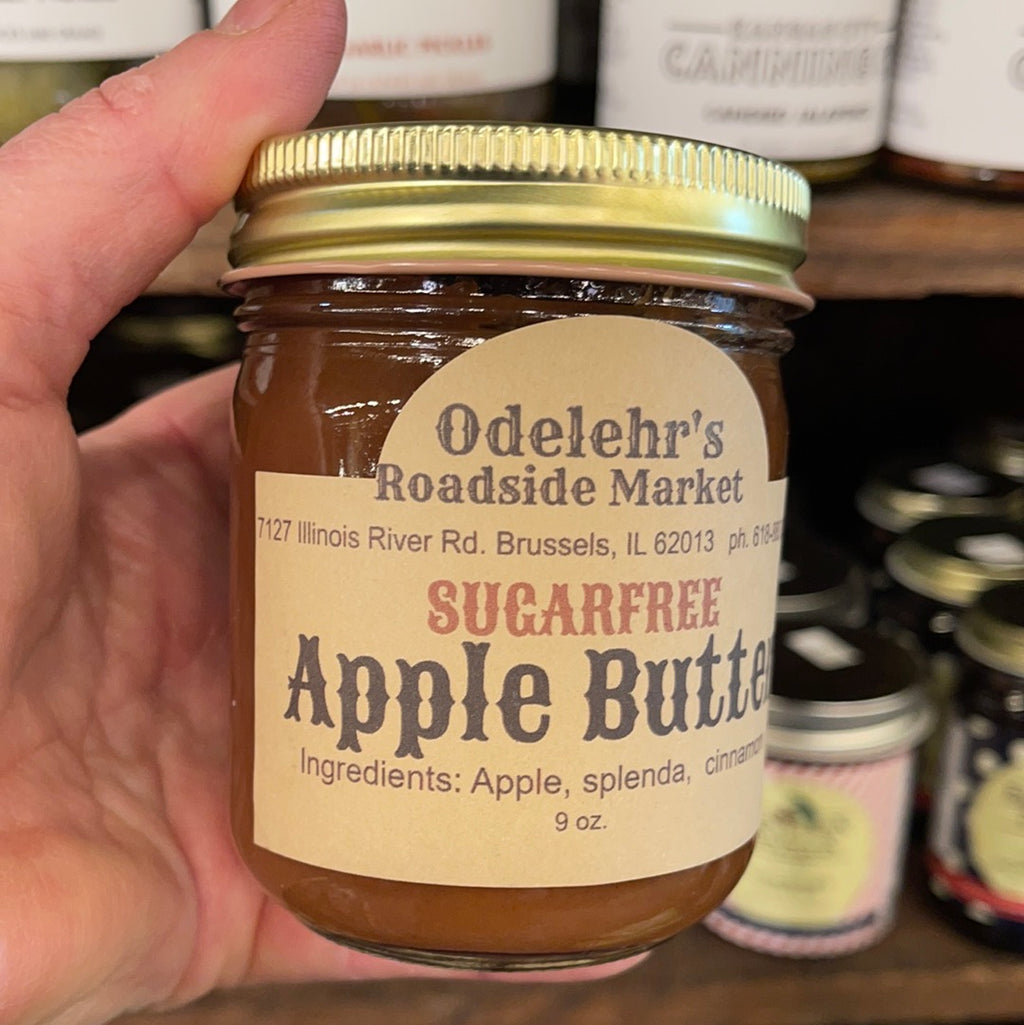 CANNING
Odelehr's
Roadside Market
7127 Illinois River Rd. Brussels, IL 62013 ph. 618-
SUGARFREE
Apple Butter
Ingredients: Apple, splenda, cinnamon
9 oz.